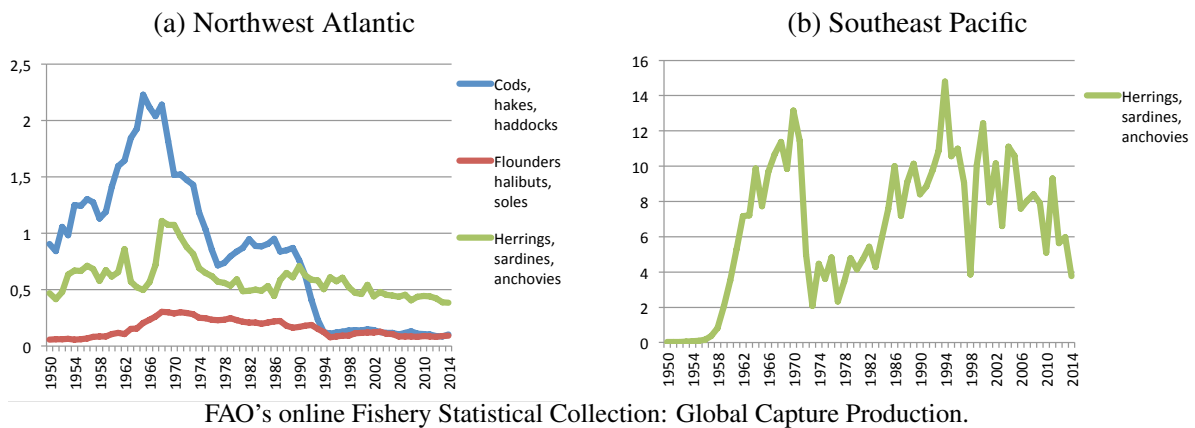 (a) Northwest Atlantic
2,5
2
1,5
1
0,5
0
1950 1954 1958 1962 1966 1970 1974 1978 1982 1986 1990 1994 1998 2002 2006 2010 2014
Cods,
hakes,
haddocks
Flounders
halibuts,
soles
Herrings,
sardines,
anchovies
(b) Southeast Pacific
16
14
12
10
8
6
4
2
0
1950 1954 1958 1962 1966 1970 1974 1978 1982 1986 1990 1994 1998 2002 2006 2010 2014
Herrings,
sardines,
anchovies
FAO's online Fishery Statistical Collection: Global Capture Production.